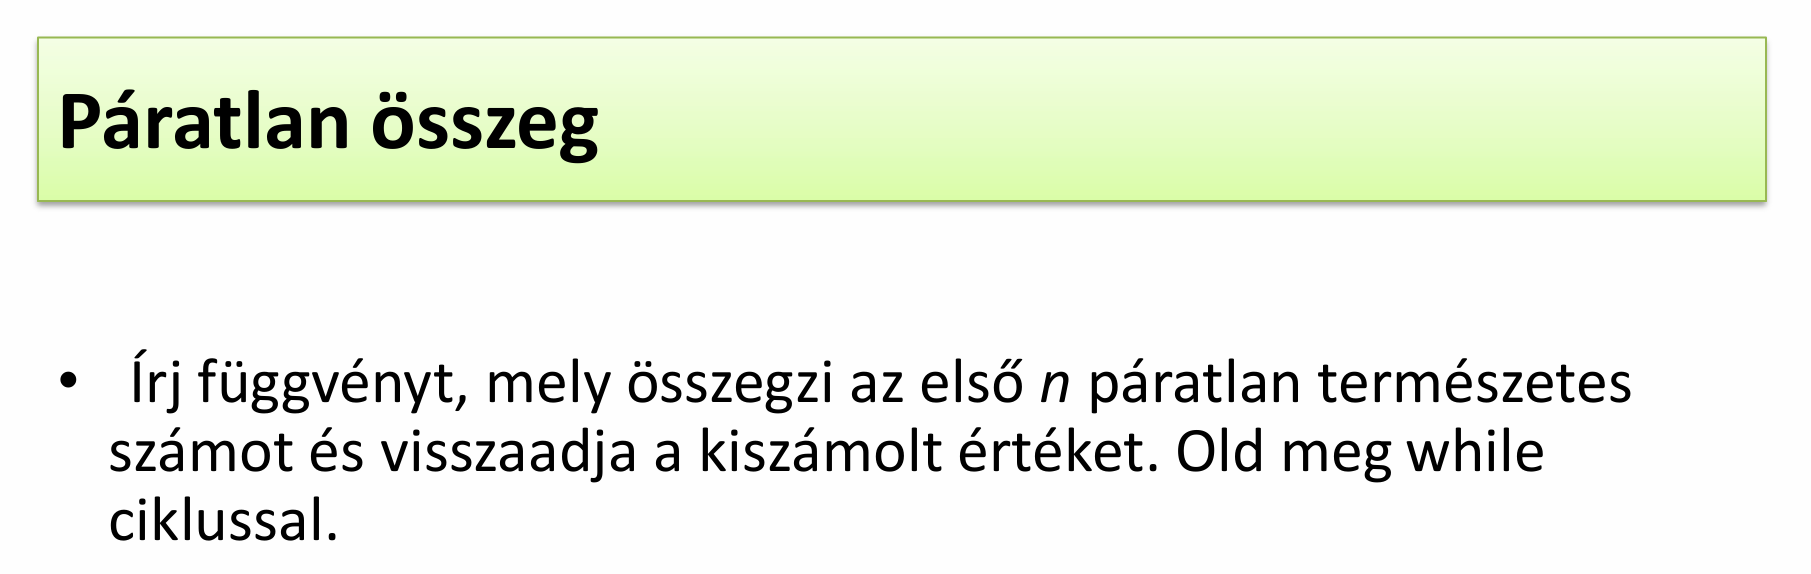 Páratlan összeg
• Írj függvényt, mely összegzi az első n páratlan természetes
számot és visszaadja a kiszámolt értéket. Old meg while
ciklussal.